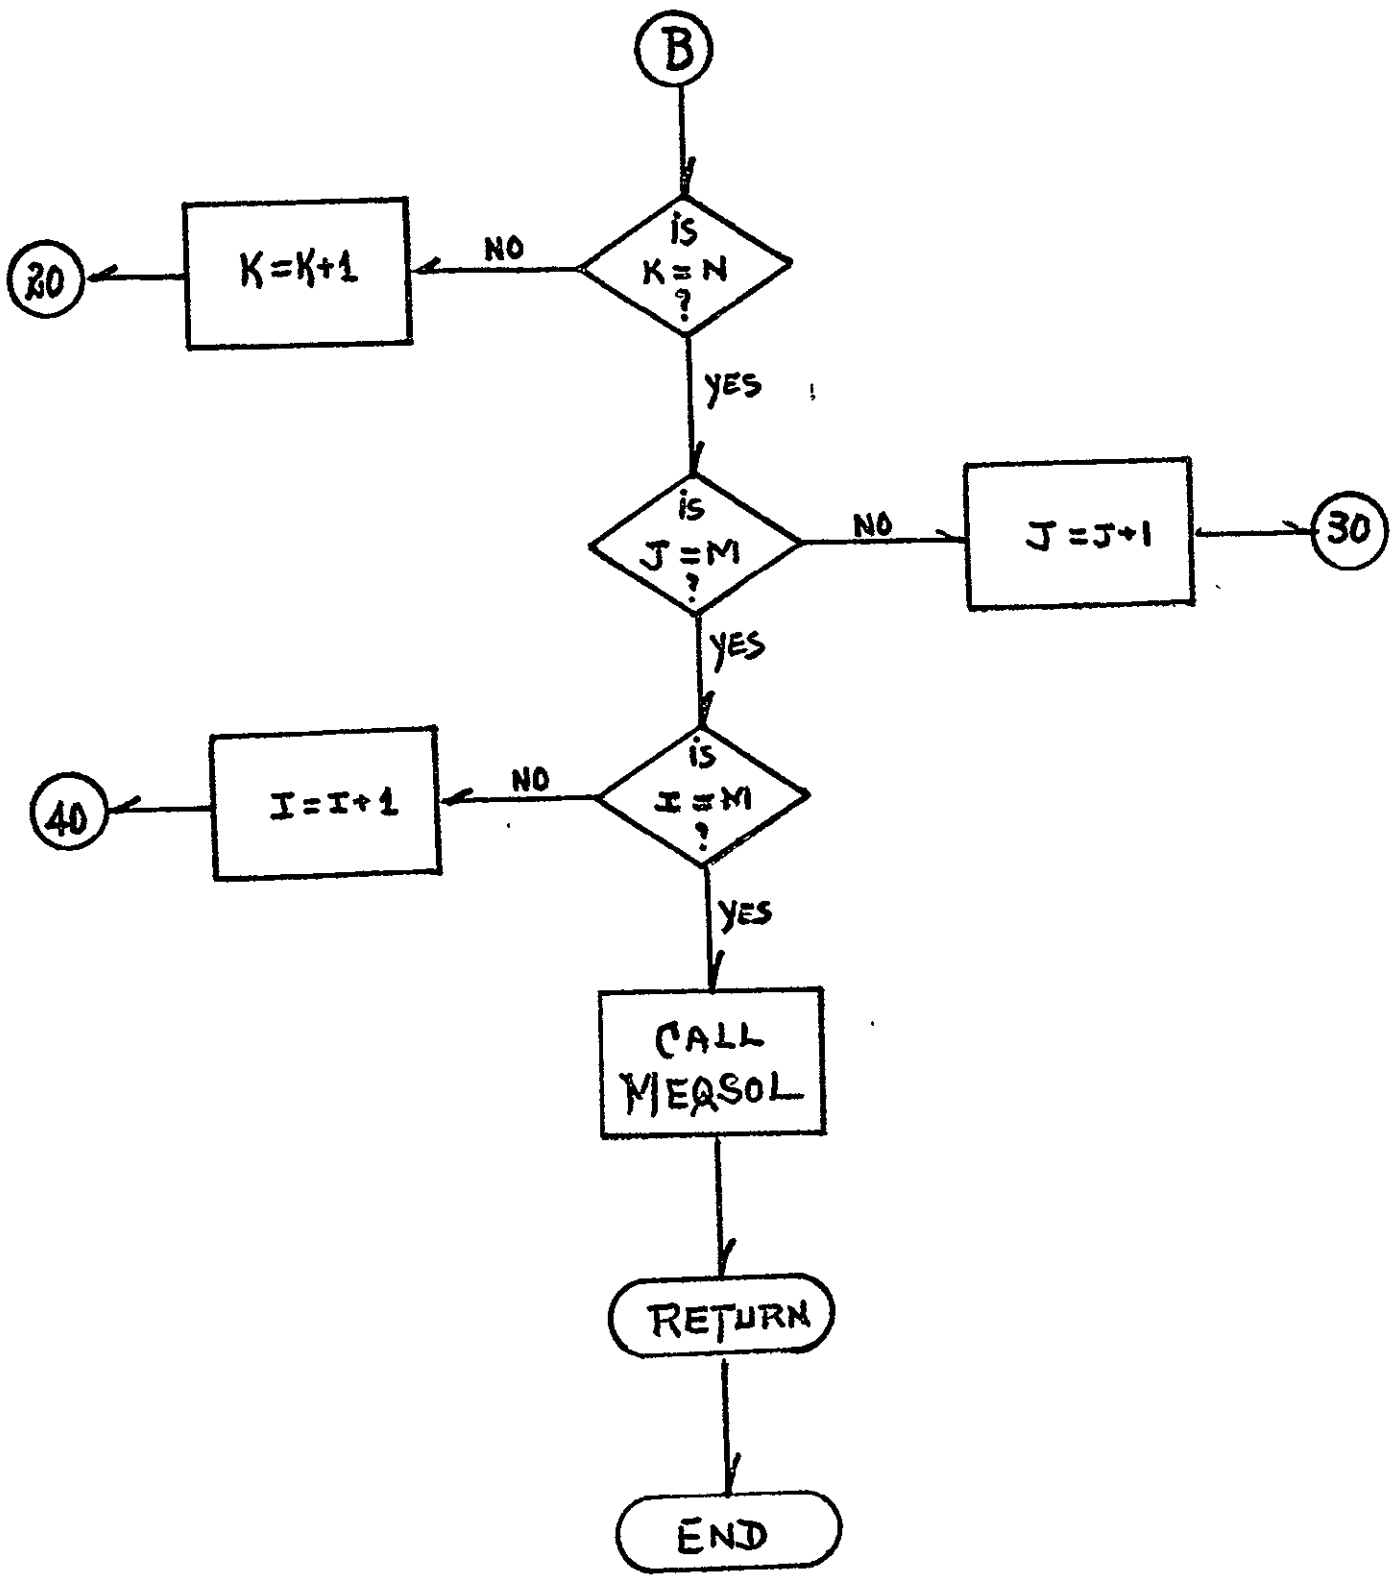 B
is
K=N
?
NO
K=K+1
20
YES
is
J=M
?
NO
J=J+1
30
YES
is
I=M
?
NO
I=I+1
40
YES
CALL
MEQSOL
RETURN
END